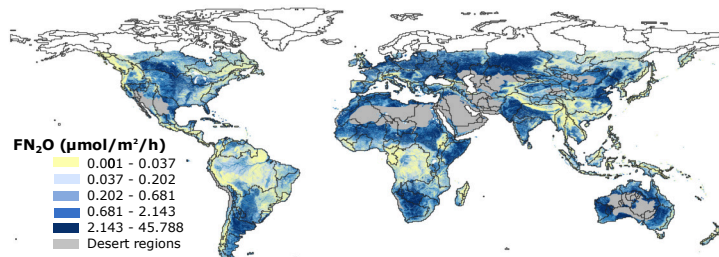 FN₂O (µmol/m²/h)
0.001 - 0.037
0.037 - 0.202
0.202 - 0.681
0.681 - 2.143
2.143 - 45.788
Desert regions